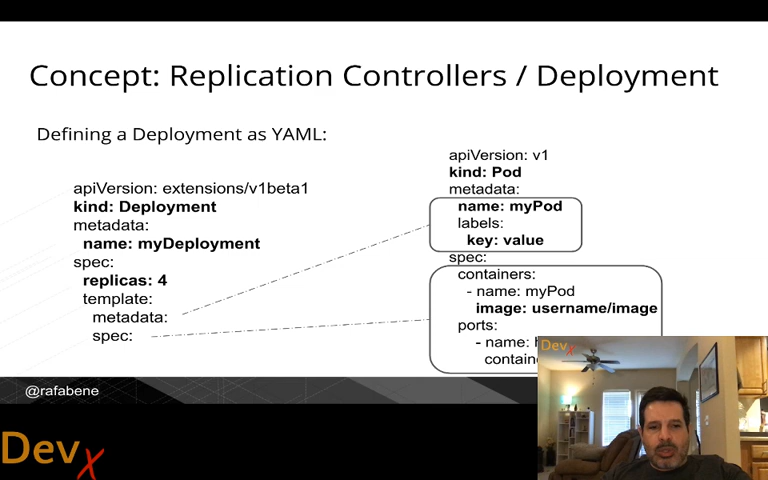 Concept: Replication Controllers / Deployment
Defining a Deployment as YAML:
apiVersion: extensions/v1beta1
kind: Deployment
metadata:
name: myDeployment
spec:
replicas: 4
template:
metadata:
spec:
apiVersion: v1
kind: Pod
metadata:
name: myPod
labels:
key: value
spec:
containers:
- name: myPod
image: username/image
ports:
- name:
@rafabene
Dev x
Dev x